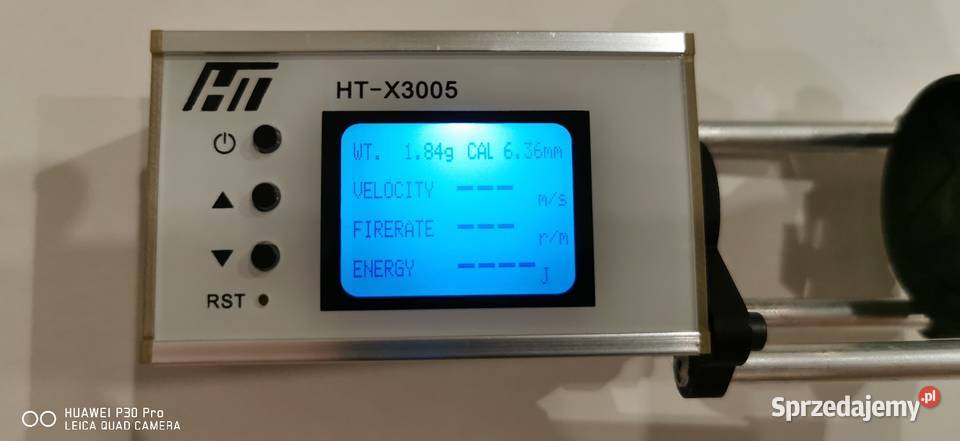 HT
HT-X3005
WT. 1.84g CAL 6.36mm
VELOCITY --- m/s
FIRERATE --- r/m
ENERGY ---- J
RST
HUAWEI P30 Pro
LEICA QUAD CAMERA
Sprzedajemy.pl